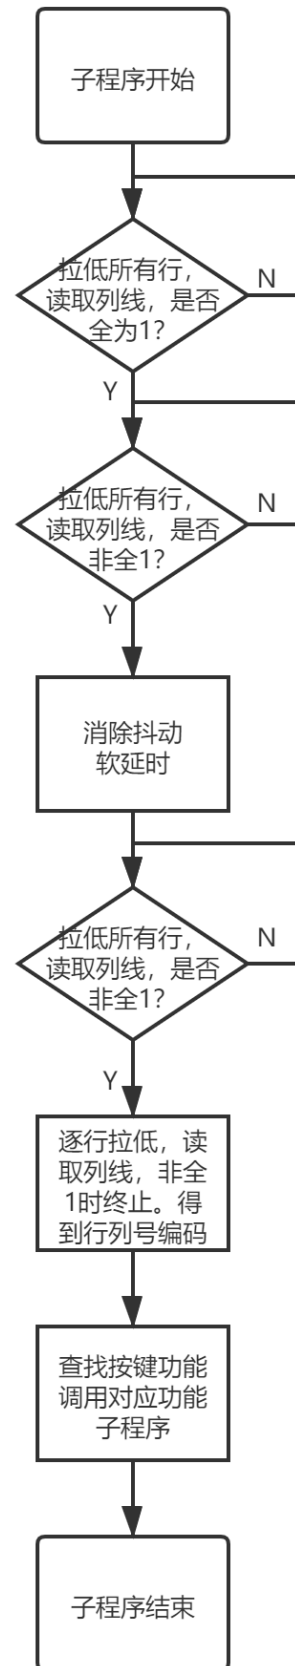 子程序开始
拉低所有行，
读取列线，是否
全为1?
N
Y
拉低所有行，
读取列线，是否
非全1?
N
Y
消除抖动
软延时
拉低所有行，
读取列线，是否
非全1?
N
Y
逐行拉低，读
取列线，非全
1时终止。得
到行列号编码
查找按键功能
调用对应功能
子程序
子程序结束